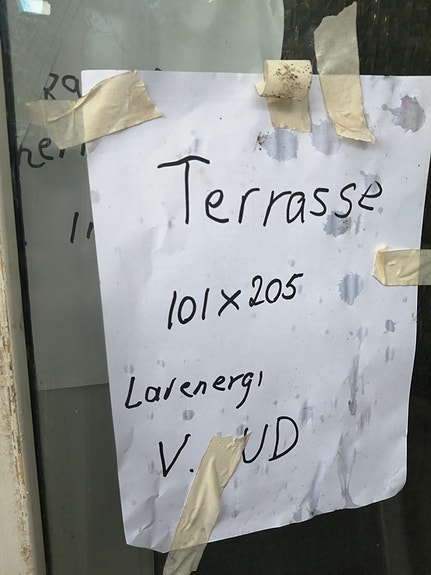 Terrasse
101x205
Lavenergi
V. UD